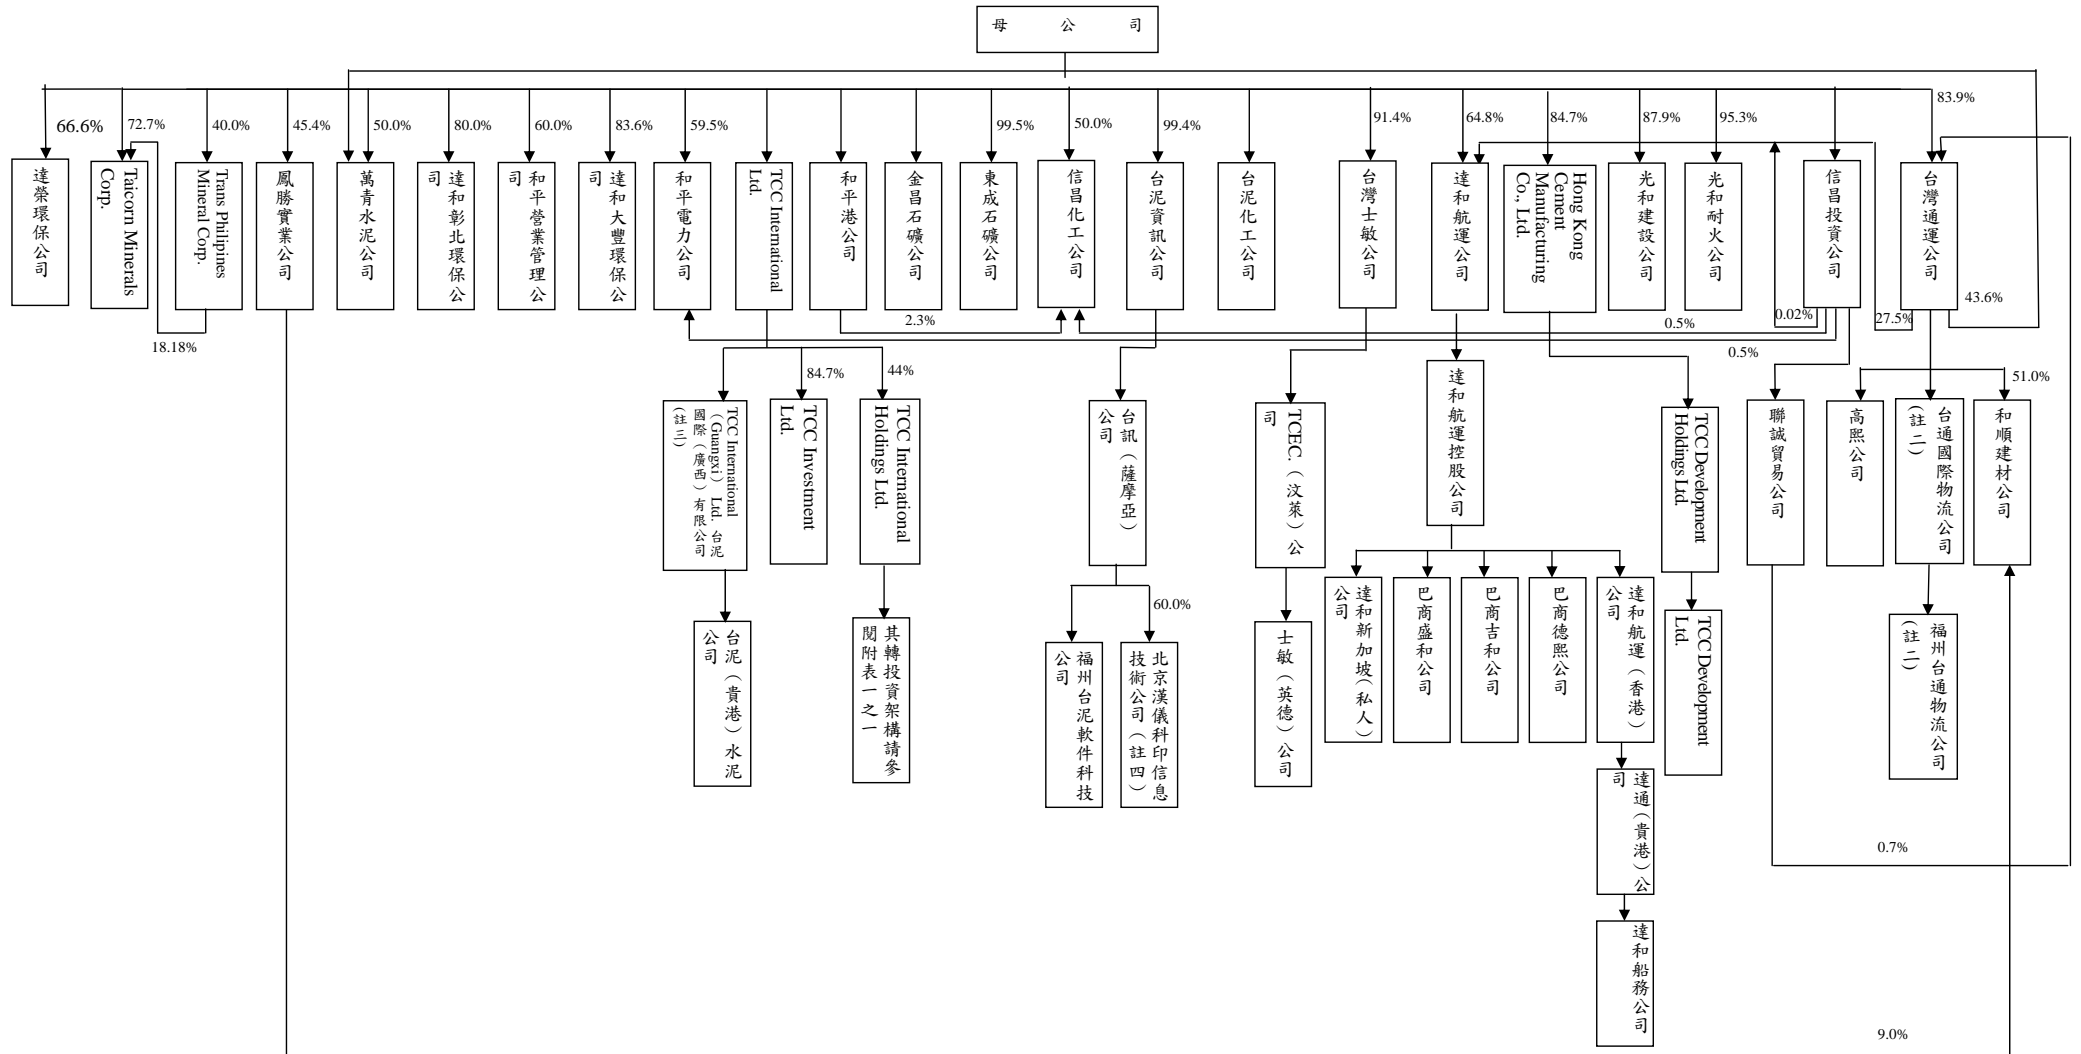 母 公 司
83.9%
66.6%
72.7%
40.0%
45.4%
50.0%
80.0%
60.0%
83.6%
59.5%
99.5%
50.0%
99.4%
91.4%
64.8%
84.7%
87.9%
95.3%
達榮環保公司
Taicorn Minerals
Corp.
Trans Philipines
Mineral Corp.
鳳勝實業公司
萬青水泥公司
達和彰北環保公
司
和平營業管理公
司
達和大豐環保公
司
和平電力公司
TCC International
Ltd.
和平港公司
金昌石礦公司
東成石礦公司
信昌化工公司
台泥資訊公司
台泥化工公司
台灣士敏公司
達和航運公司
Hong Kong
Cement
Manufacturing
Co., Ltd.
光和建設公司
光和耐火公司
信昌投資公司
台灣通運公司
43.6%
18.18%
2.3%
0.5%
0.02%
27.5%
0.5%
84.7%
44%
51.0%
TCC International
（Guangxi） Ltd. 台泥
國際（廣西）有限公司
(註三)
TCC Investment
Ltd.
TCC International
Holdings Ltd.
台訊（薩摩亞）
公司
TCEC.（汶萊）公
司
達和航運控股公司
TCC Development
Holdings Ltd.
聯誠貿易公司
高熙公司
台通國際物流公司
(註二)
和順建材公司
60.0%
台泥（貴港）水泥
公司
其轉投資架構請參
閱附表一之一
福州台泥軟件科技
公司
北京漢儀科印信息
技術公司（註四）
士敏（英德）公司
達和新加坡(私人)
公司
巴商盛和公司
巴商吉和公司
巴商德熙公司
達和航運（香港）
公司
TCC Development
Ltd.
福州台通物流公司
(註二)
達通（貴港）公
司
0.7%
達和船務公司
9.0%